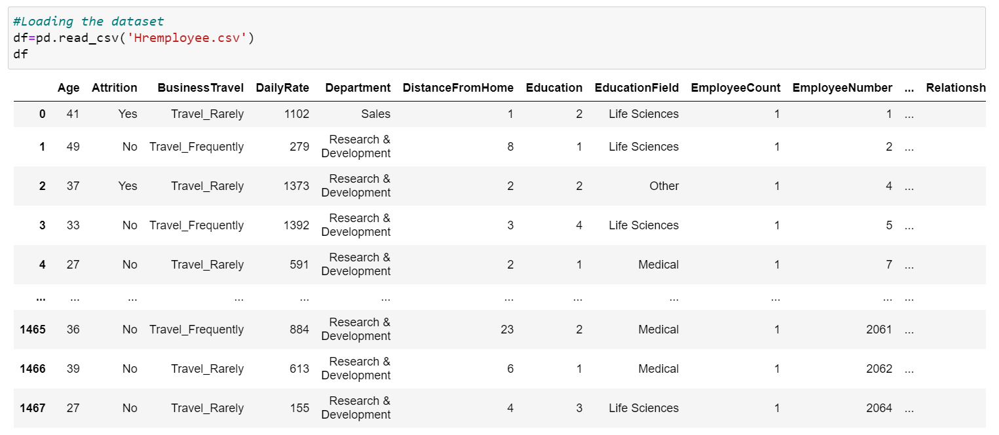 #Loading the dataset
df=pd.read_csv('Hremployee.csv')
df
Age Attrition BusinessTravel DailyRate Department DistanceFromHome Education EducationField EmployeeCount EmployeeNumber ... Relationsh
0 41 Yes Travel_Rarely 1102 Sales 1 2 Life Sciences 1 1 ...
1 49 No Travel_Frequently 279 Research & Development 8 1 Life Sciences 1 2 ...
2 37 Yes Travel_Rarely 1373 Research & Development 2 2 Other 1 4 ...
3 33 No Travel_Frequently 1392 Research & Development 3 4 Life Sciences 1 5 ...
4 27 No Travel_Rarely 591 Research & Development 2 1 Medical 1 7 ...
... ... ... ... ... ... ... ... ... ... ... ...
1465 36 No Travel_Frequently 884 Research & Development 23 2 Medical 1 2061 ...
1466 39 No Travel_Rarely 613 Research & Development 6 1 Medical 1 2062 ...
1467 27 No Travel_Rarely 155 Research & Development 4 3 Life Sciences 1 2064 ...